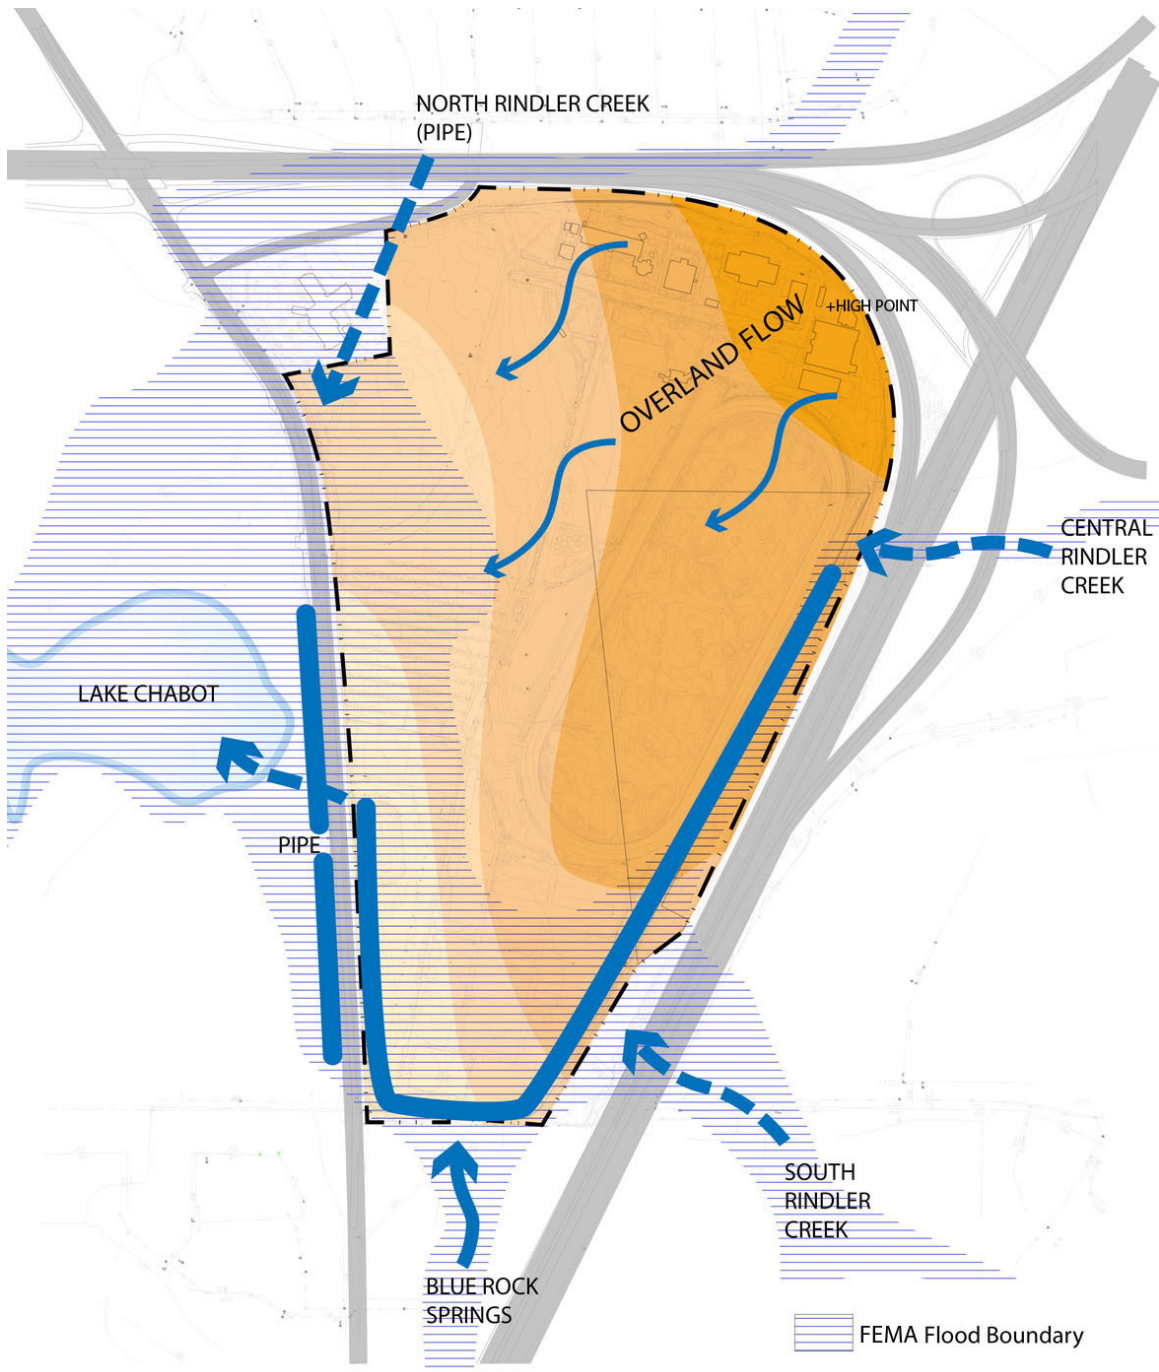 NORTH RINDLER CREEK
(PIPE)
+HIGH POINT
OVERLAND FLOW
CENTRAL
RINDLER
CREEK
LAKE CHABOT
PIPE
SOUTH
RINDLER
CREEK
BLUE ROCK
SPRINGS
FEMA Flood Boundary